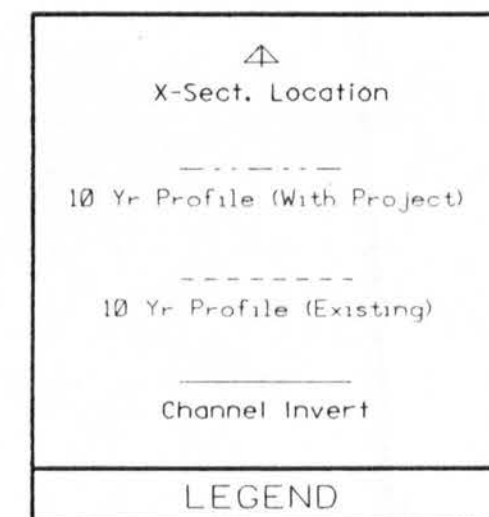 X-Sect. Location
10 Yr Profile (With Project)
10 Yr Profile (Existing)
Channel Invert
LEGEND